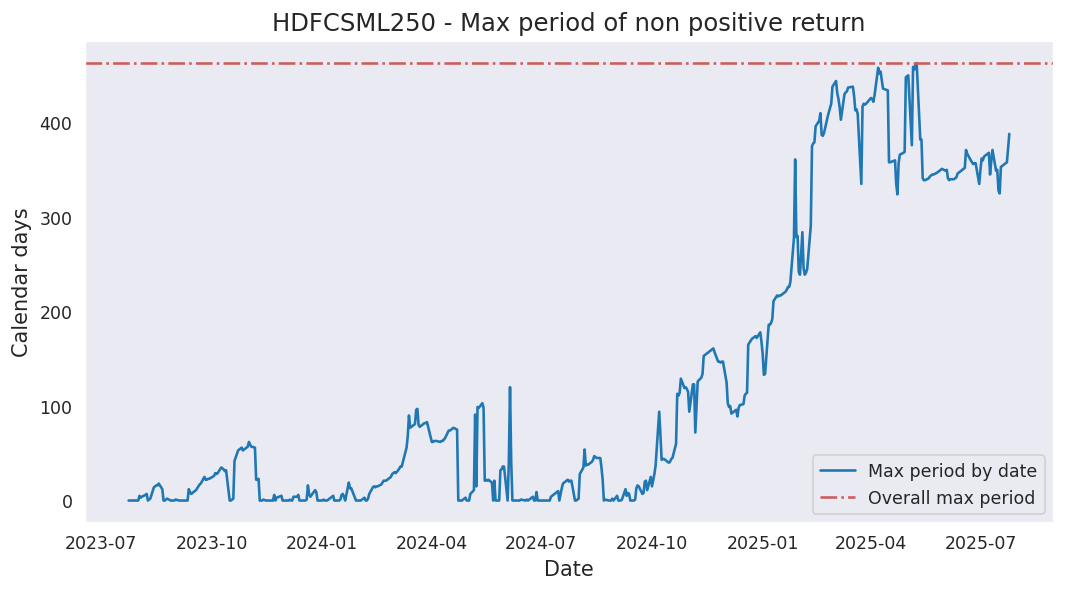 HDFCSML250 - Max period of non positive return
Calendar days
400
300
200
100
0
Max period by date
Overall max period
2023-07 2023-10 2024-01 2024-04 2024-07 2024-10 2025-01 2025-04 2025-07
Date